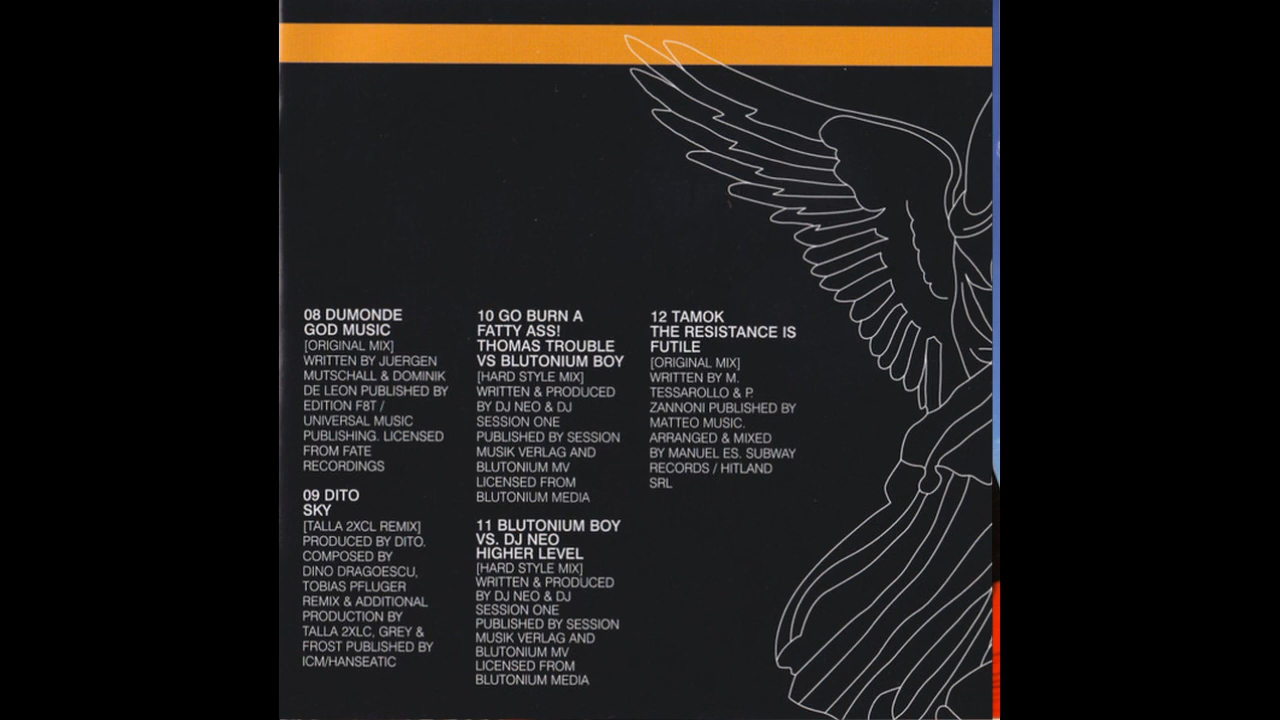 08 DUMONDE
GOD MUSIC
[ORIGINAL MIX]
WRITTEN BY JUERGEN
MUTSCHALL & DOMINIK
DE LEON PUBLISHED BY
EDITION F8T /
UNIVERSAL MUSIC
PUBLISHING. LICENSED
FROM FATE
RECORDINGS
09 DITO
SKY
[TALLA 2XCL REMIX]
PRODUCED BY DITO.
COMPOSED BY
DINO DRAGOESCU,
TOBIAS PFLUGER
REMIX & ADDITIONAL
PRODUCTION BY
TALLA 2XLC, GREY &
FROST PUBLISHED BY
ICM/HANSEATIC
10 GO BURN A
FATTY ASS!
THOMAS TROUBLE
VS BLUTONIUM BOY
[HARD STYLE MIX]
WRITTEN & PRODUCED
BY DJ NEO & DJ
SESSION ONE
PUBLISHED BY SESSION
MUSIK VERLAG AND
BLUTONIUM MV
LICENSED FROM
BLUTONIUM MEDIA
11 BLUTONIUM BOY
VS. DJ NEO
HIGHER LEVEL
[HARD STYLE MIX]
WRITTEN & PRODUCED
BY DJ NEO & DJ
SESSION ONE
PUBLISHED BY SESSION
MUSIK VERLAG AND
BLUTONIUM MV
LICENSED FROM
BLUTONIUM MEDIA
12 TAMOK
THE RESISTANCE IS
FUTILE
[ORIGINAL MIX]
WRITTEN BY M.
TESSAROLLO & P.
ZANNONI PUBLISHED BY
MATTEO MUSIC.
ARRANGED & MIXED
BY MANUEL ES. SUBWAY
RECORDS / HITLAND
SRL